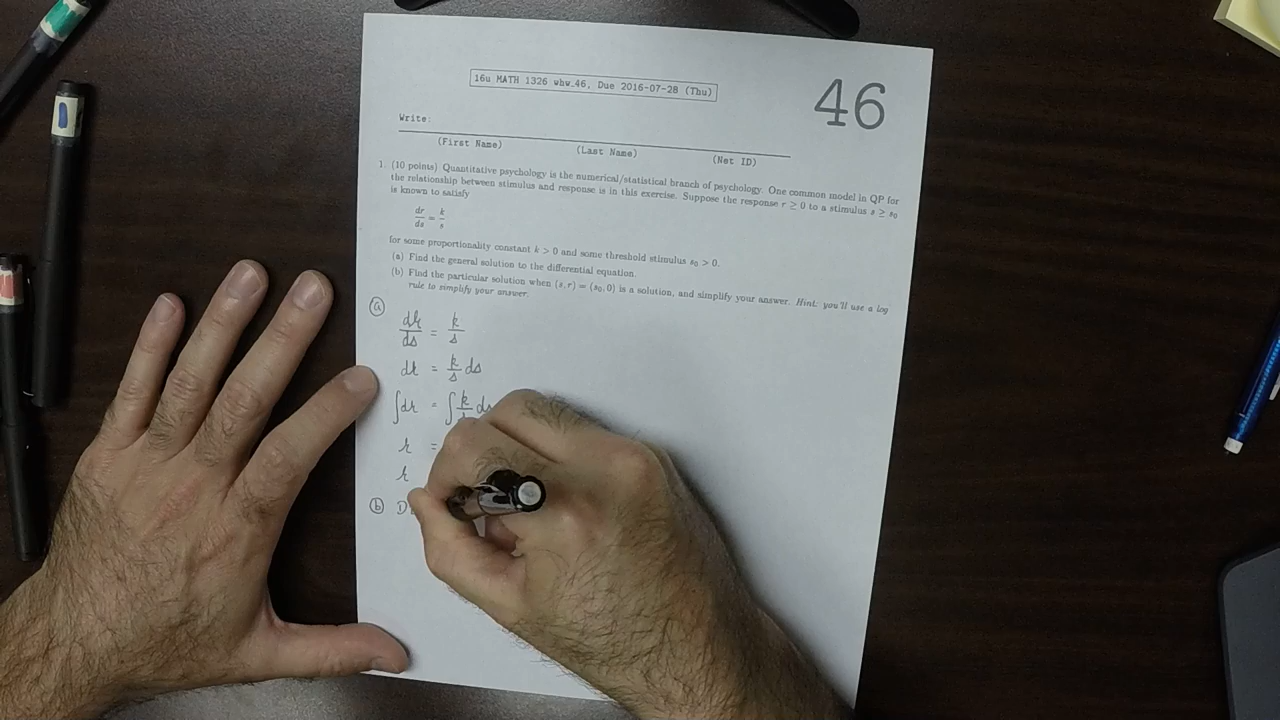 16u MATH 1326 whw_46, Due 2016-07-28 (Thu)
46
Write:
(First Name) (Last Name) (Net ID)
1. (10 points) Quantitative psychology is the numerical/statistical branch of psychology. One common model in QP for
the relationship between stimulus and response is in this exercise. Suppose the response r ≥ 0 to a stimulus s ≥ s₀
is known to satisfy
dr/ds = k/s
for some proportionality constant k > 0 and some threshold stimulus s₀ > 0.
(a) Find the general solution to the differential equation.
(b) Find the particular solution when (s, r) = (s₀, 0) is a solution, and simplify your answer. Hint: you'll use a log
rule to simplify your answer.
(a)
dr/ds = k/s
dr = k/s ds
∫dr = ∫k/s ds
r =
r
(b)